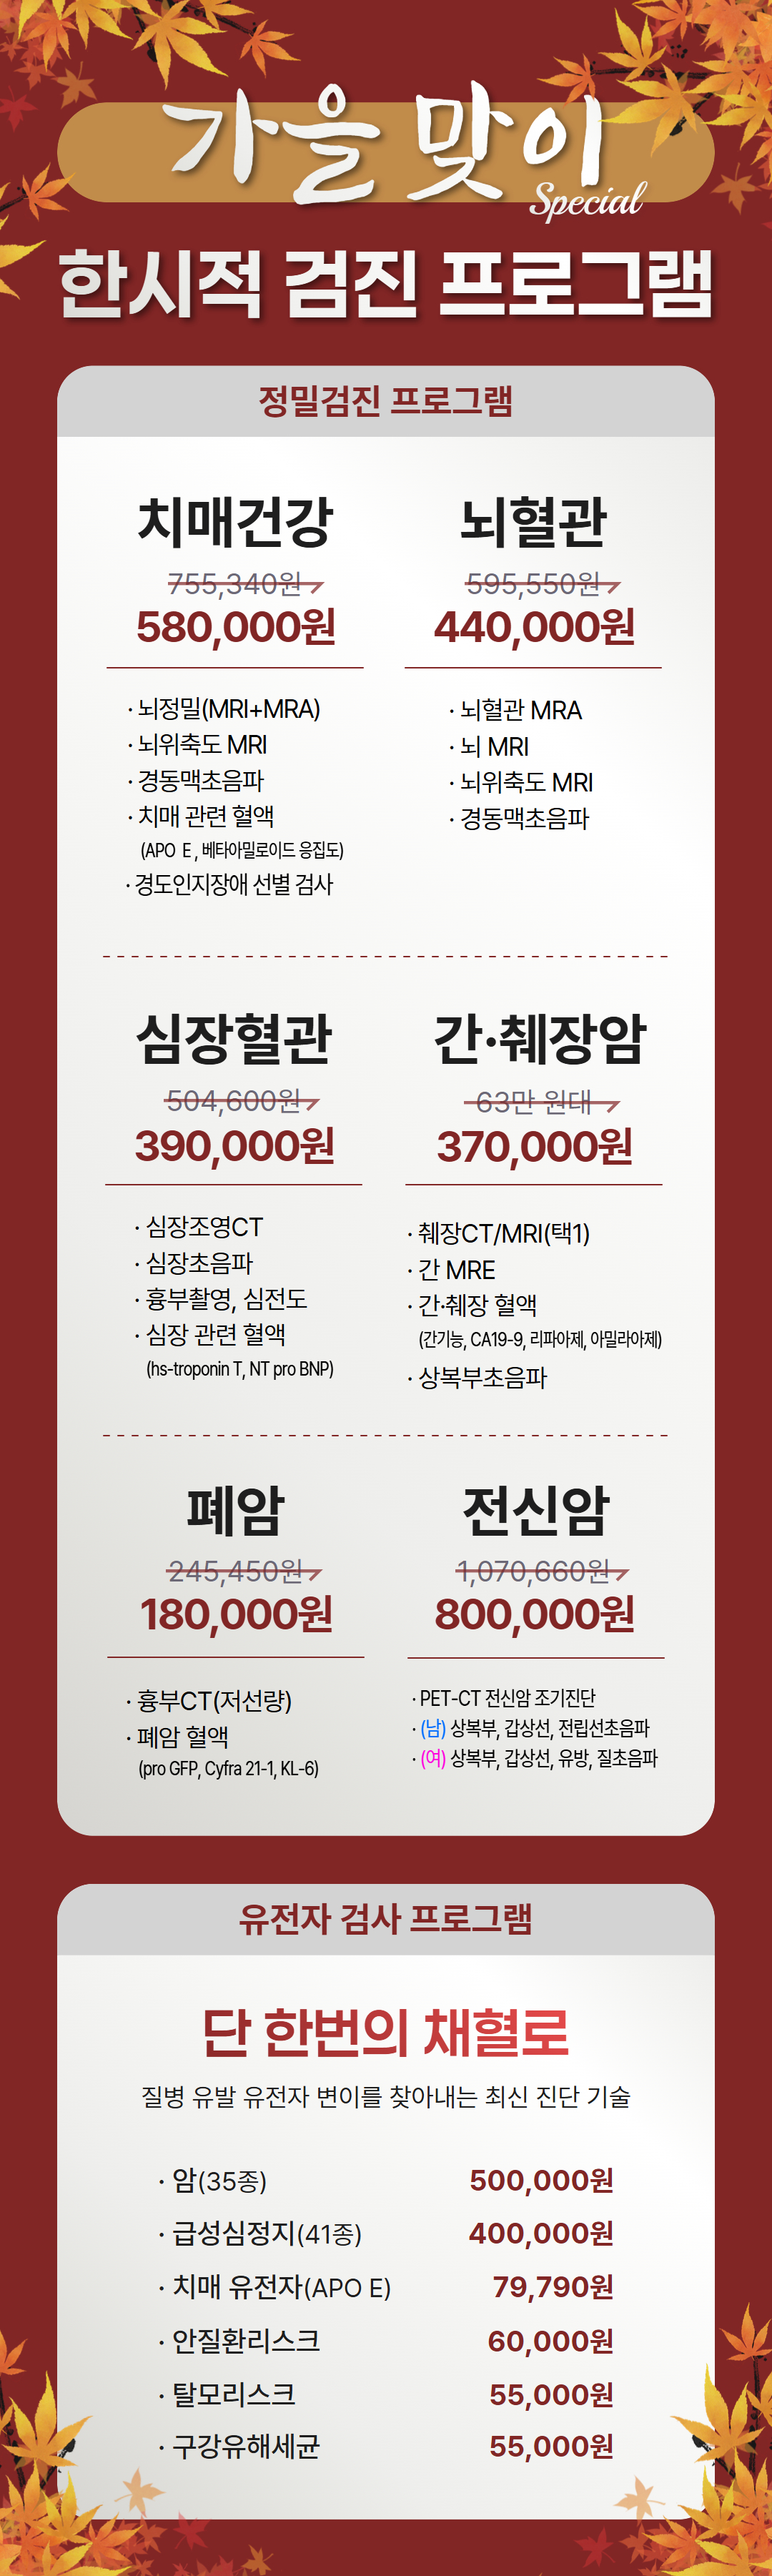 가을 맞이
Special
한시적 검진 프로그램
정밀검진 프로그램
치매건강
755,340원
580,000원
· 뇌정밀(MRI+MRA)
· 뇌위축도 MRI
· 경동맥초음파
· 치매 관련 혈액
(APO E , 베타아밀로이드 응집도)
· 경도인지장애 선별 검사
뇌혈관
595,550원
440,000원
· 뇌혈관 MRA
· 뇌 MRI
· 뇌위축도 MRI
· 경동맥초음파
심장혈관
504,600원
390,000원
· 심장조영CT
· 심장초음파
· 흉부촬영, 심전도
· 심장 관련 혈액
(hs-troponin T, NT pro BNP)
간·췌장암
63만 원대
370,000원
· 췌장CT/MRI(택1)
· 간 MRE
· 간·췌장 혈액
(간기능, CA19-9, 리파아제, 아밀라아제)
· 상복부초음파
폐암
245,450원
180,000원
· 흉부CT(저선량)
· 폐암 혈액
(pro GFP, Cyfra 21-1, KL-6)
전신암
1,070,660원
800,000원
· PET-CT 전신암 조기진단
· (남) 상복부, 갑상선, 전립선초음파
· (여) 상복부, 갑상선, 유방, 질초음파
유전자 검사 프로그램
단 한번의 채혈로
질병 유발 유전자 변이를 찾아내는 최신 진단 기술
· 암(35종) 500,000원
· 급성심정지(41종) 400,000원
· 치매 유전자(APO E) 79,790원
· 안질환리스크 60,000원
· 탈모리스크 55,000원
· 구강유해세균 55,000원